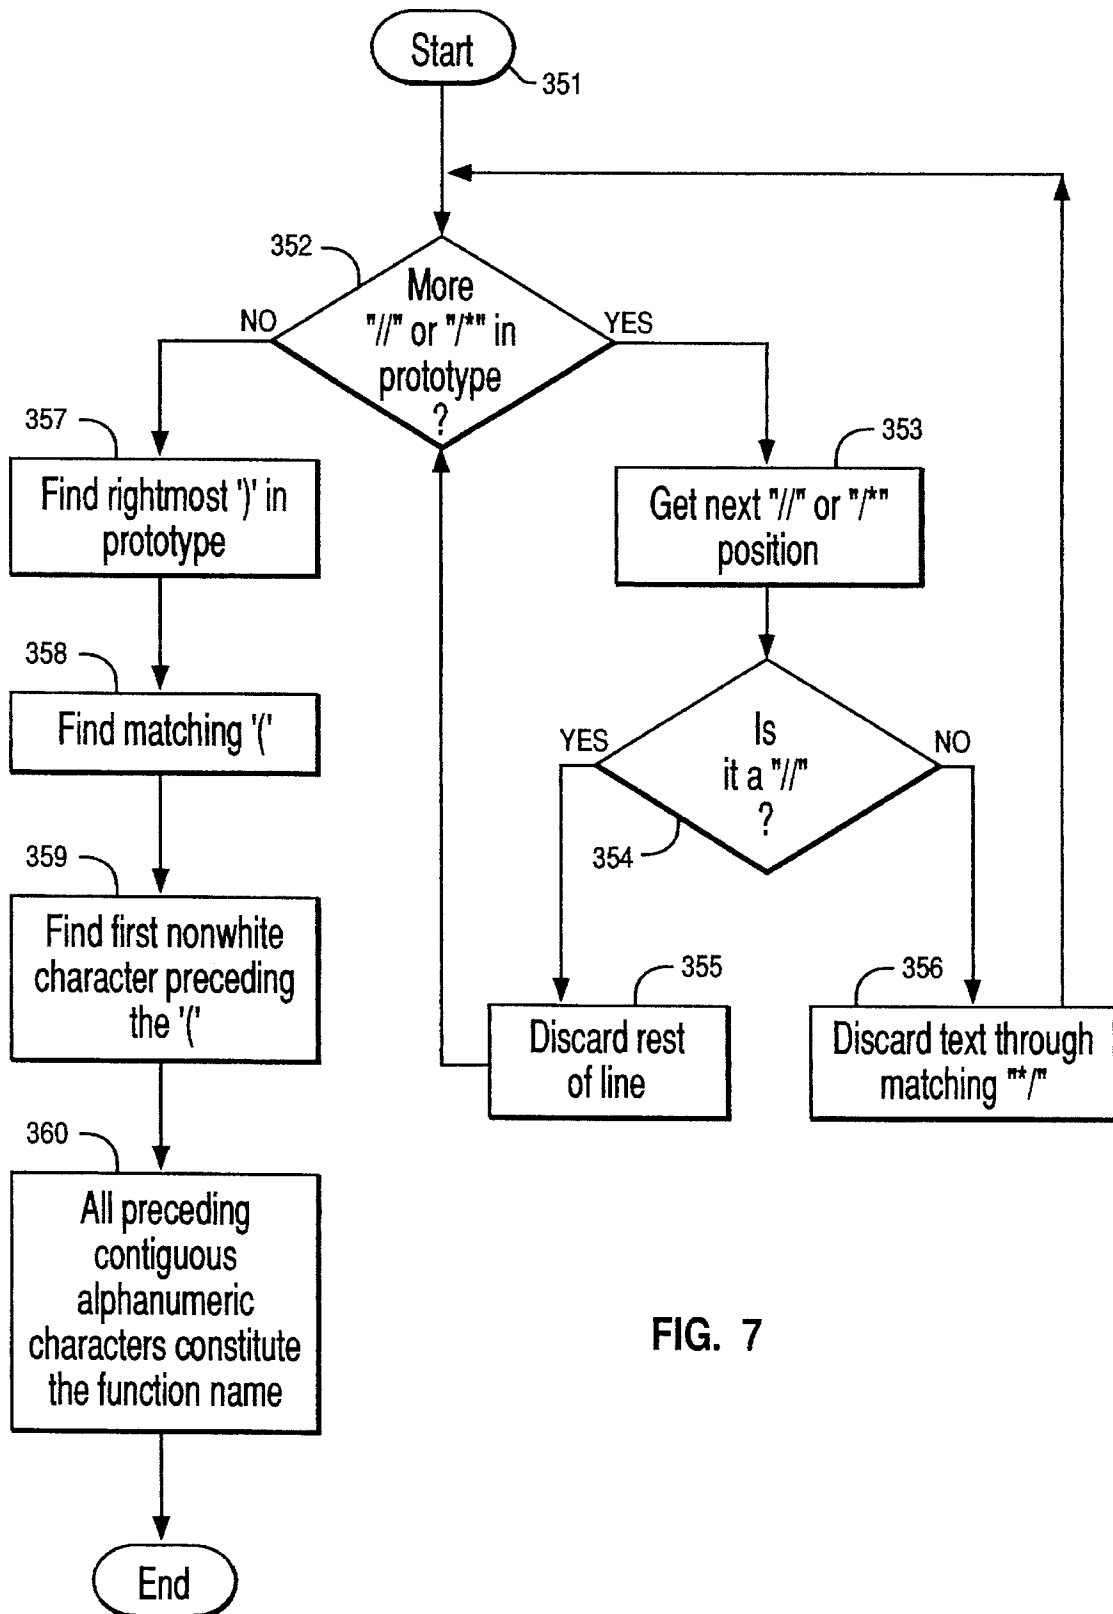 Start
351
352
More
"//" or "/*" in
prototype
?
NO
YES
357
Find rightmost ')' in
prototype
353
Get next "//" or "/*"
position
358
Find matching '('
Is
it a "//"
?
YES
NO
354
359
Find first nonwhite
character preceding
the '('
355
Discard rest
of line
356
Discard text through
matching "*/"
360
All preceding
contiguous
alphanumeric
characters constitute
the function name
FIG. 7
End